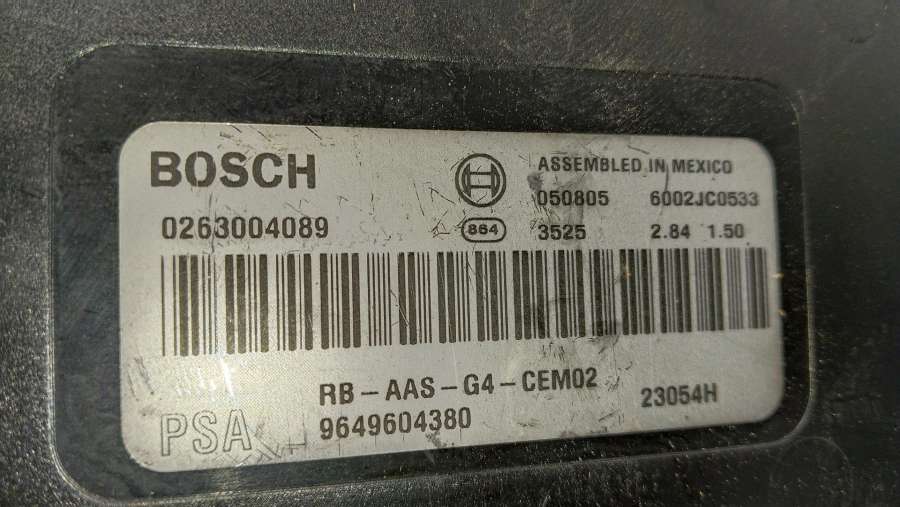 BOSCH
ASSEMBLED IN MEXICO
050805 6002JC0533
0263004089
864
3525 2.84 1.50
RB-AAS-G4-CEM02
23054H
PSA
9649604380